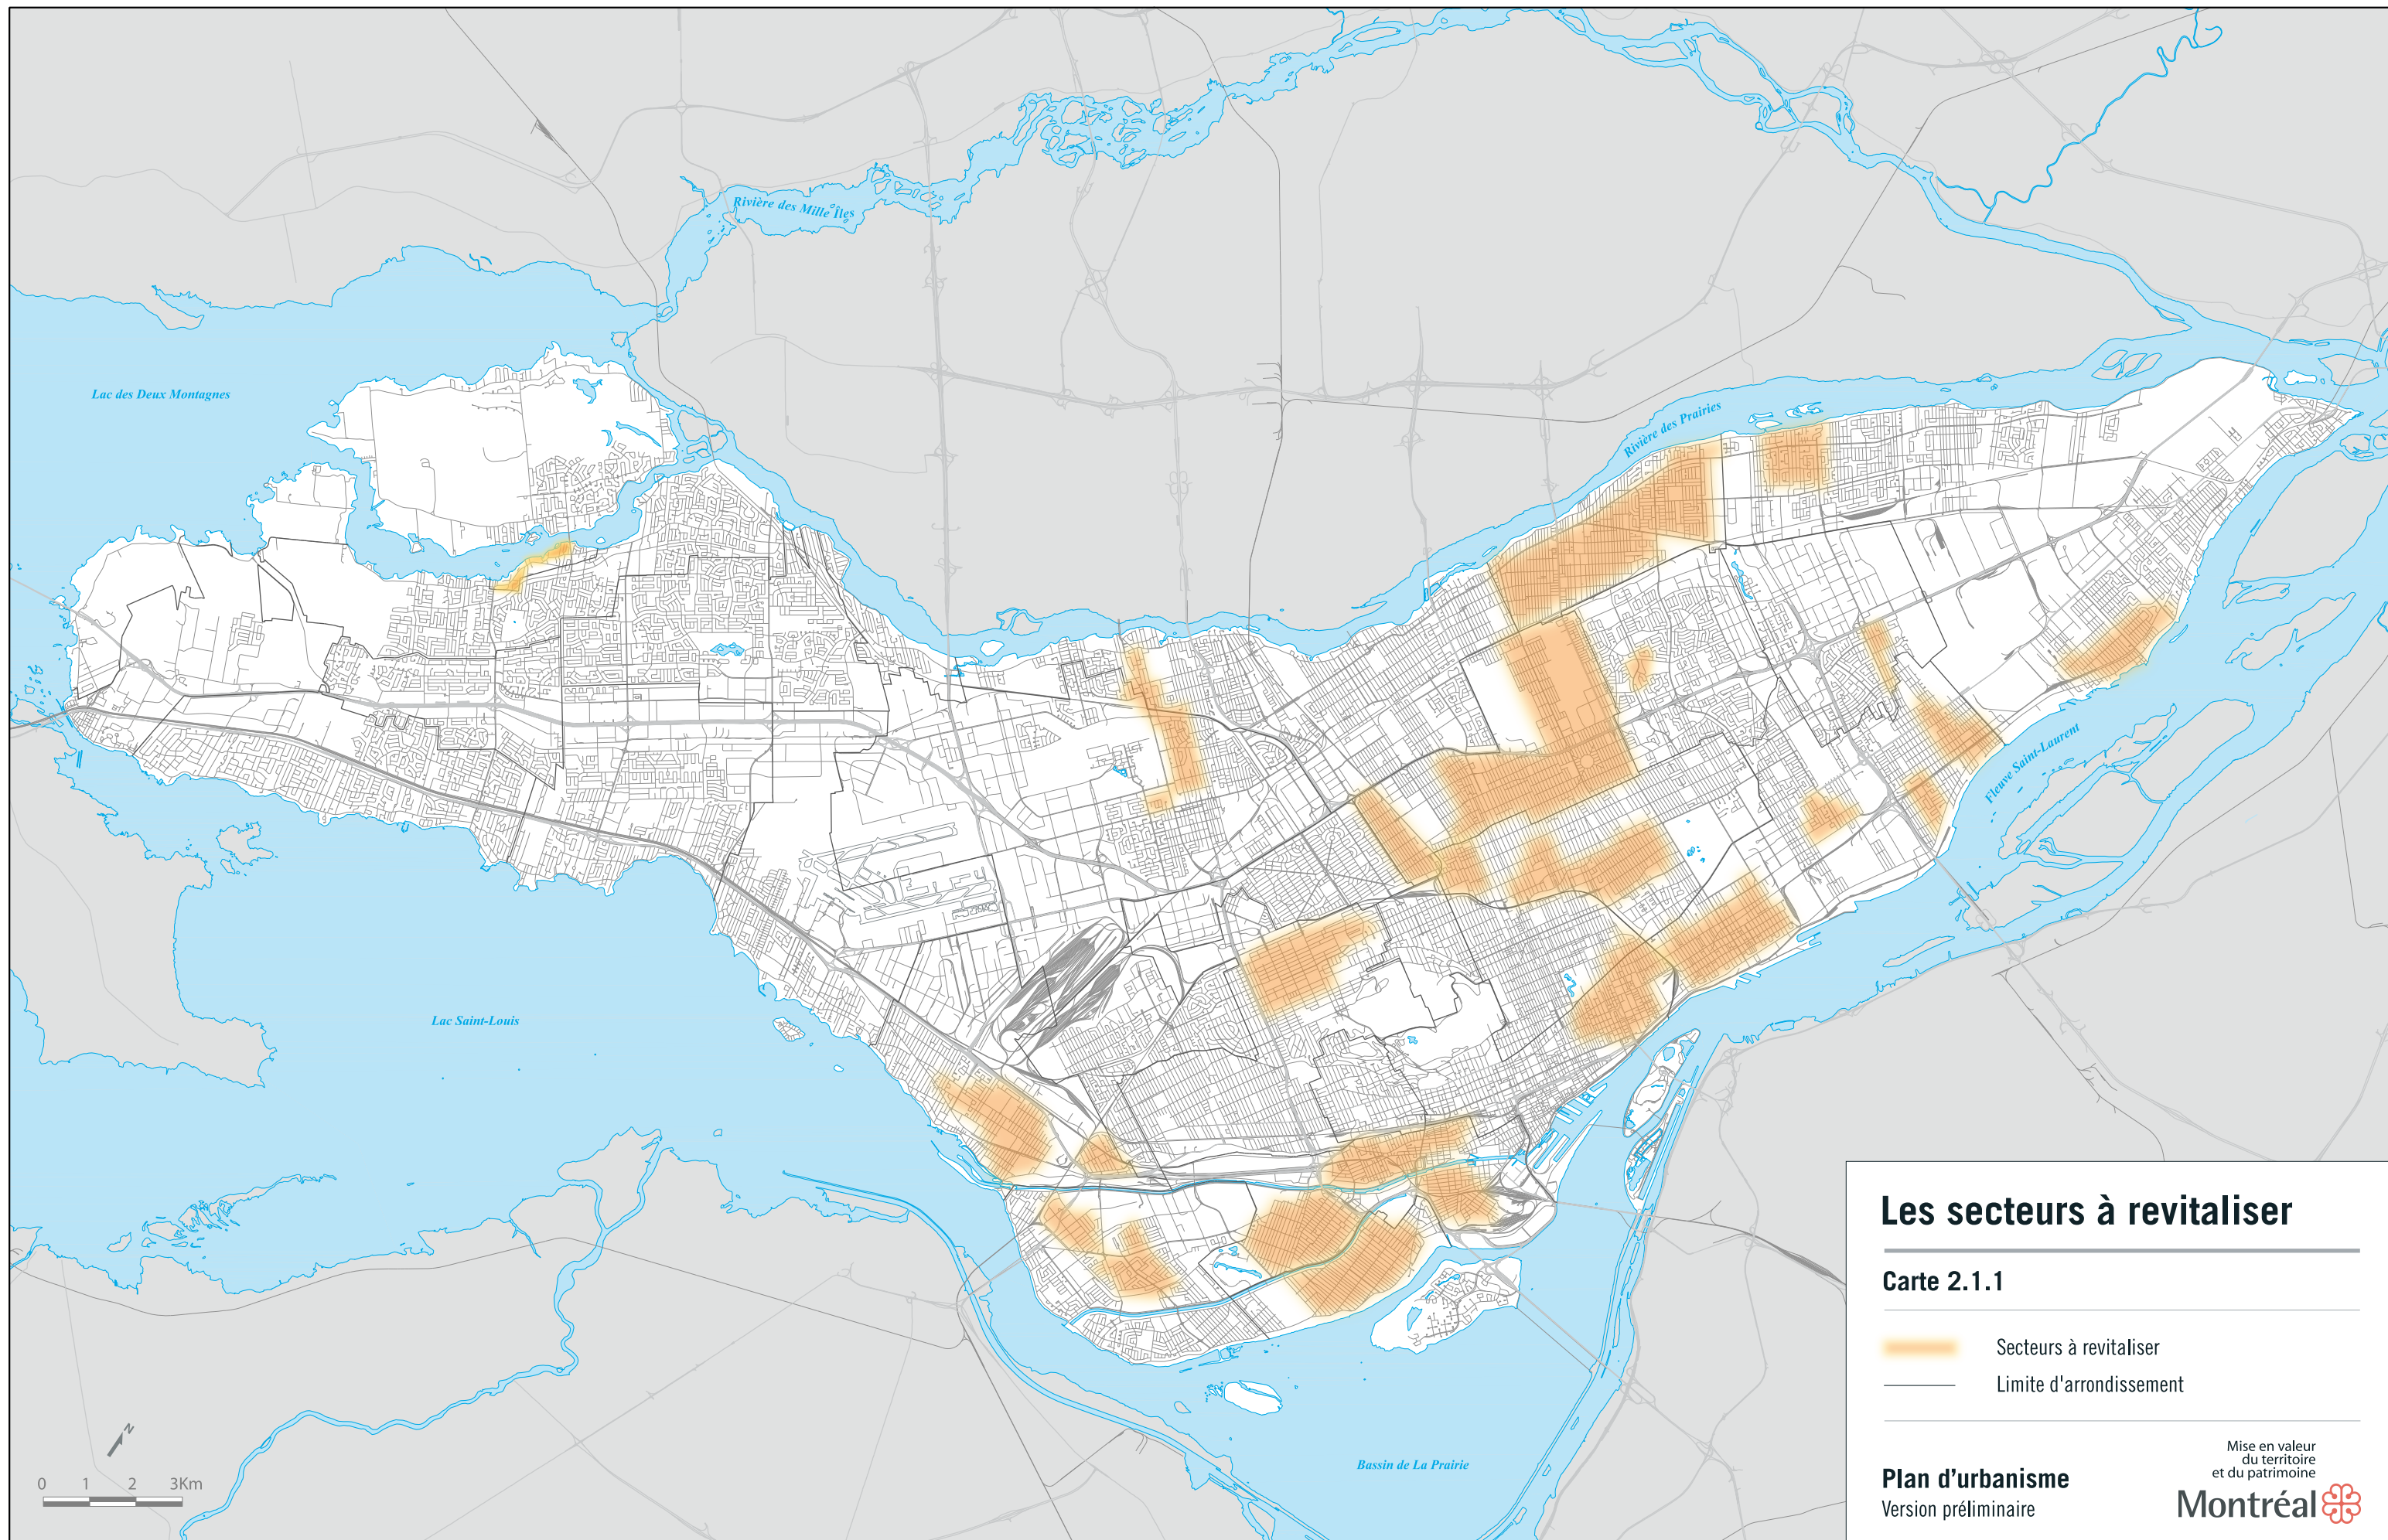 Rivière des Mille Îles
Lac des Deux Montagnes
Rivière des Prairies
Fleuve Saint-Laurent
Lac Saint-Louis
Bassin de La Prairie
N
0 1 2 3Km
Les secteurs à revitaliser
Carte 2.1.1
Secteurs à revitaliser
Limite d'arrondissement
Plan d'urbanisme
Version préliminaire
Mise en valeur
du territoire
et du patrimoine
Montréal